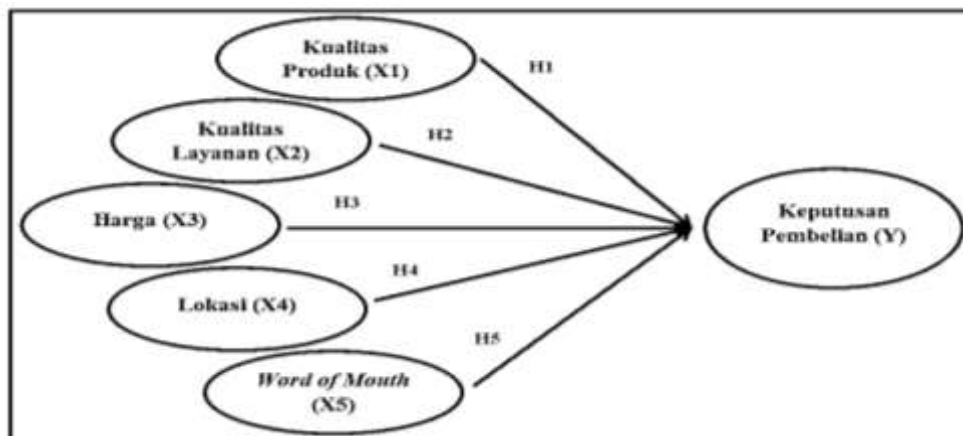 Kualitas
Produk (X1)
H1
Kualitas
Layanan (X2)
H2
Harga (X3)
H3
Keputusan
Pembelian (Y)
Lokasi (X4)
H4
Word of Mouth
(X5)
H5